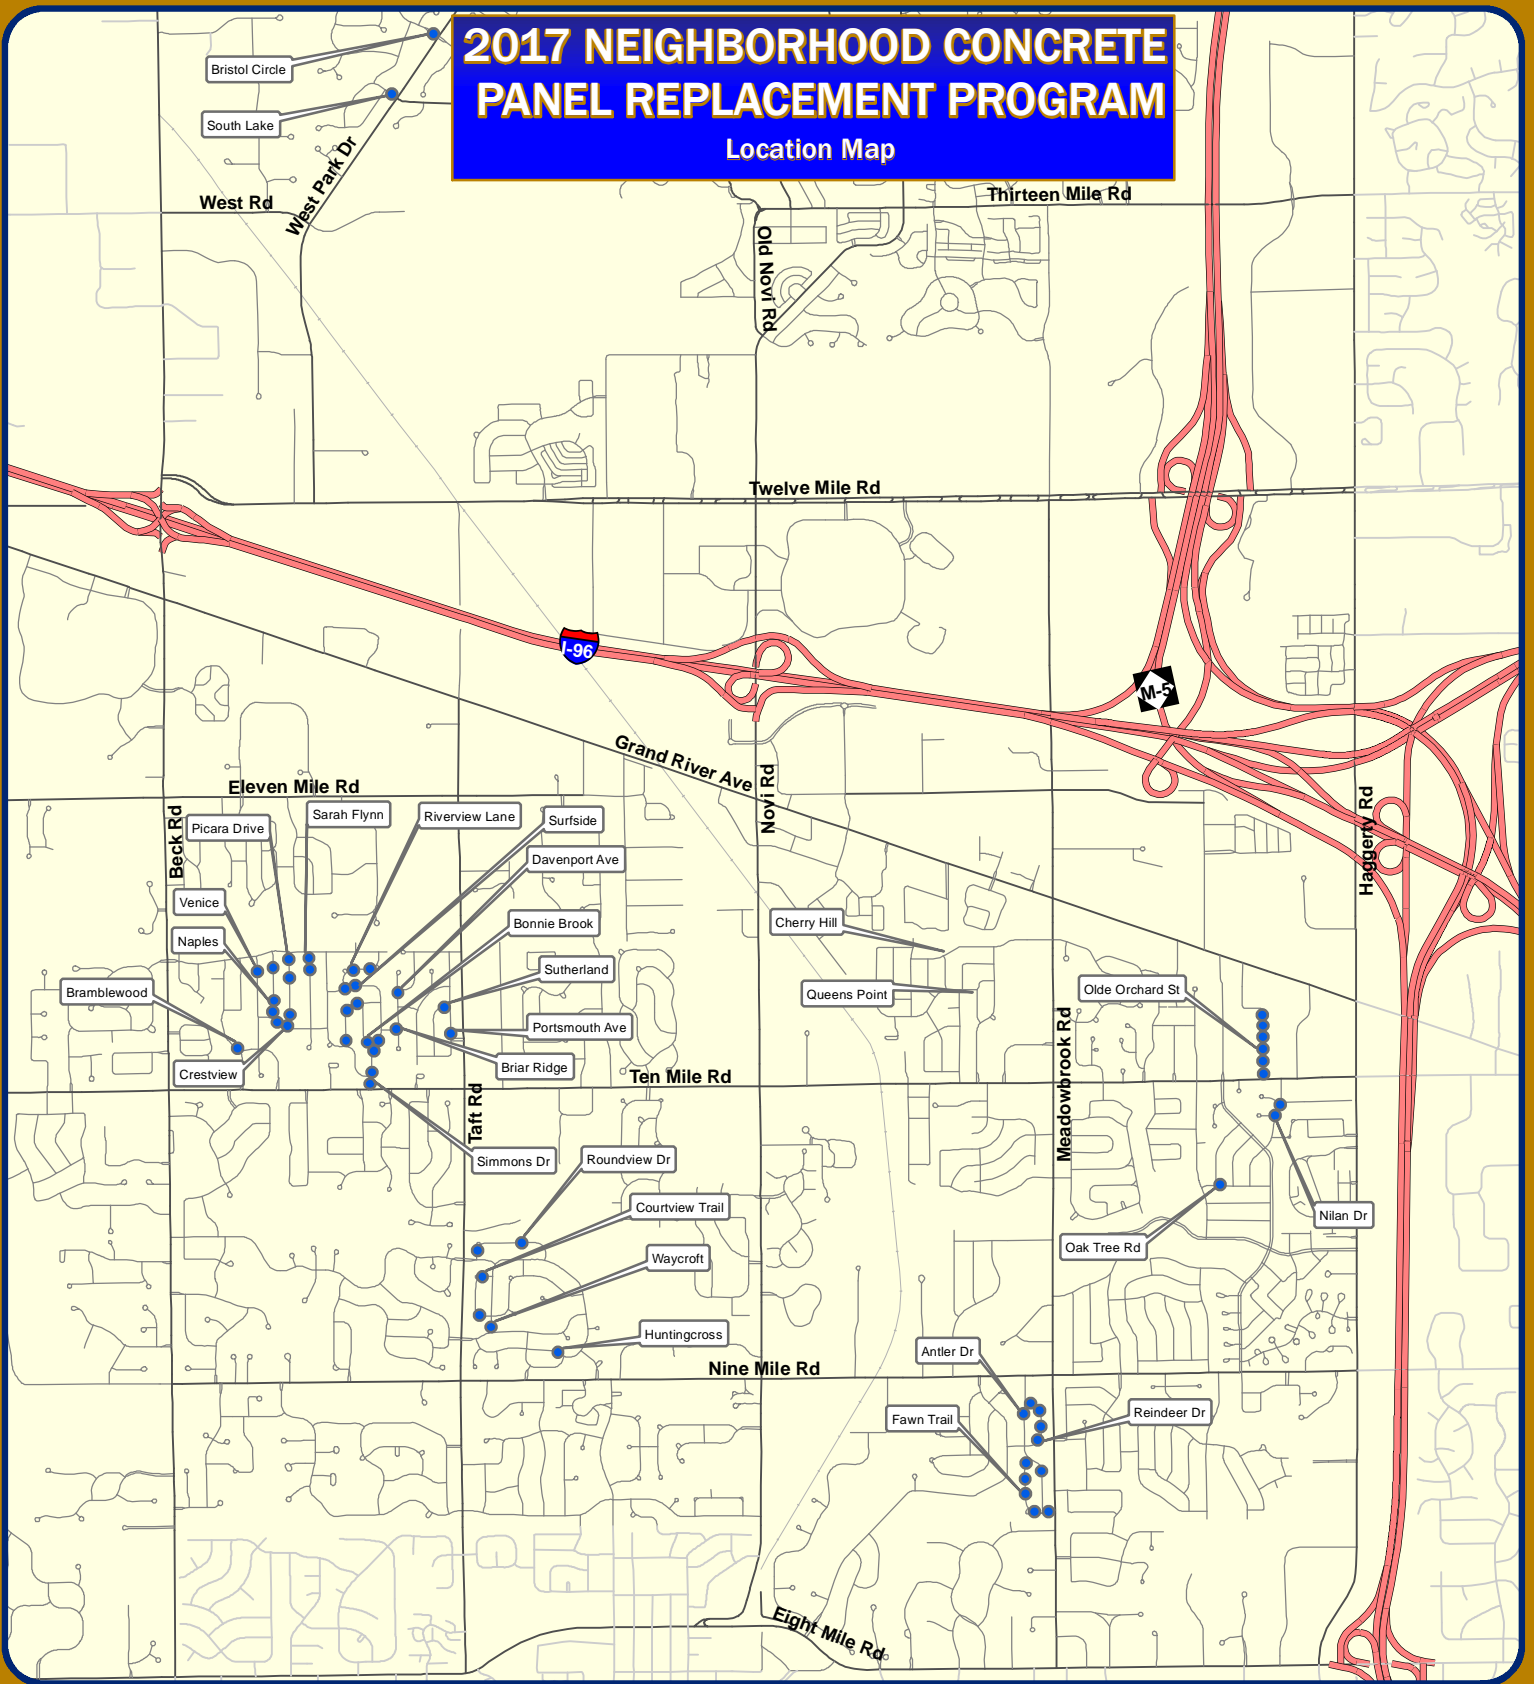 2017 NEIGHBORHOOD CONCRETE
PANEL REPLACEMENT PROGRAM
Location Map
Bristol Circle
South Lake
West Park Dr
West Rd
Thirteen Mile Rd
Old Novi Rd
Twelve Mile Rd
I-96
M-5
Grand River Ave
Novi Rd
Eleven Mile Rd
Beck Rd
Haggerty Rd
Picara Drive
Sarah Flynn
Riverview Lane
Surfside
Davenport Ave
Venice
Bonnie Brook
Cherry Hill
Naples
Sutherland
Bramblewood
Queens Point
Olde Orchard St
Portsmouth Ave
Briar Ridge
Crestview
Meadowbrook Rd
Ten Mile Rd
Taft Rd
Simmons Dr
Roundview Dr
Courtview Trail
Nilan Dr
Oak Tree Rd
Waycroft
Huntingcross
Antler Dr
Nine Mile Rd
Fawn Trail
Reindeer Dr
Eight Mile Rd